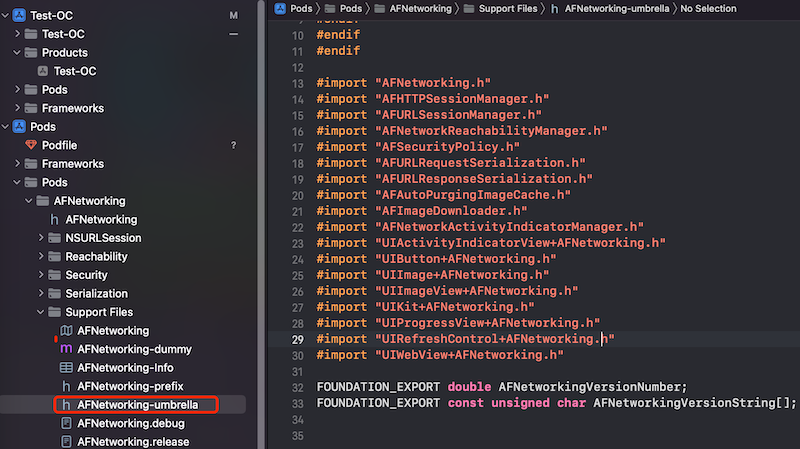 Test-OC M
Test-OC —
Products
Test-OC
Pods
Frameworks
Pods
Podfile ?
Frameworks
Pods
AFNetworking
h AFNetworking
NSURLSession
Reachability
Security
Serialization
Support Files
AFNetworking
m AFNetworking-dummy
AFNetworking-Info
h AFNetworking-prefix
h AFNetworking-umbrella
AFNetworking.debug
AFNetworking.release
Pods > Pods > AFNetworking > Support Files > h AFNetworking-umbrella > No Selection
9 #endif
10 #endif
11 #endif
12
13 #import "AFNetworking.h"
14 #import "AFHTTPSessionManager.h"
15 #import "AFURLSessionManager.h"
16 #import "AFNetworkReachabilityManager.h"
17 #import "AFSecurityPolicy.h"
18 #import "AFURLRequestSerialization.h"
19 #import "AFURLResponseSerialization.h"
20 #import "AFAutoPurgingImageCache.h"
21 #import "AFImageDownloader.h"
22 #import "AFNetworkActivityIndicatorManager.h"
23 #import "UIActivityIndicatorView+AFNetworking.h"
24 #import "UIButton+AFNetworking.h"
25 #import "UIImage+AFNetworking.h"
26 #import "UIImageView+AFNetworking.h"
27 #import "UIKit+AFNetworking.h"
28 #import "UIProgressView+AFNetworking.h"
29 #import "UIRefreshControl+AFNetworking.h"
30 #import "UIWebView+AFNetworking.h"
31
32 FOUNDATION_EXPORT double AFNetworkingVersionNumber;
33 FOUNDATION_EXPORT const unsigned char AFNetworkingVersionString[];
34
35